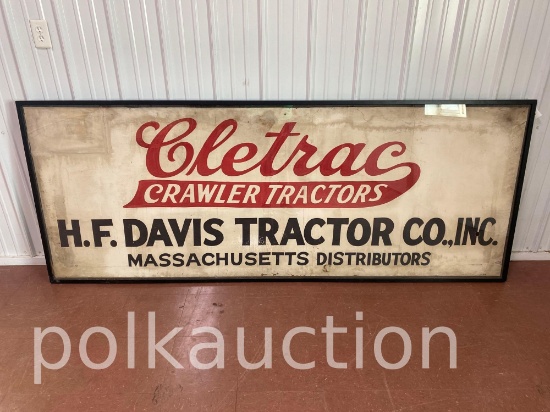 Cletrac
CRAWLER TRACTORS
H.F. DAVIS TRACTOR CO., INC.
MASSACHUSETTS DISTRIBUTORS
polkauction